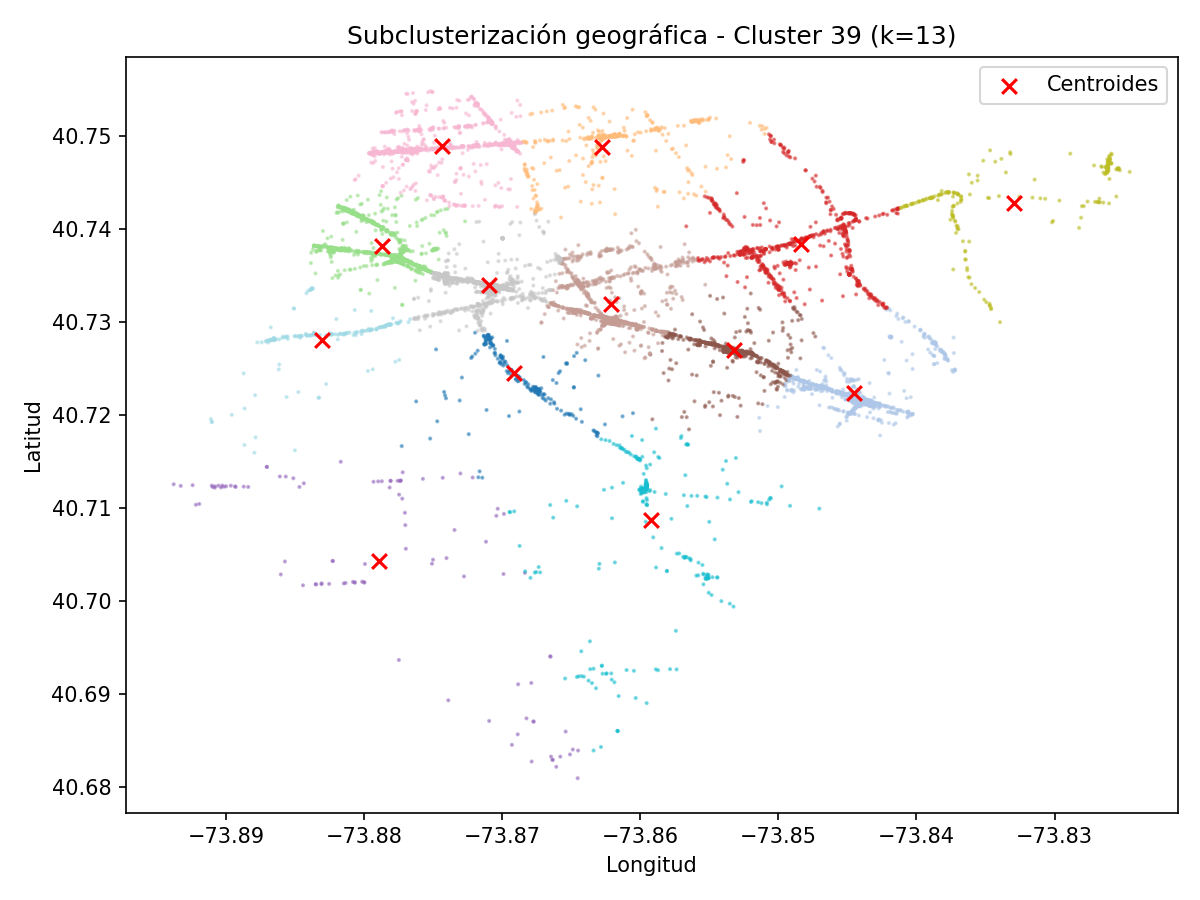 Subclusterización geográfica - Cluster 39 (k=13)
Centroides
40.75
40.74
40.73
40.72
40.71
40.70
40.69
40.68
Latitud
−73.89 −73.88 −73.87 −73.86 −73.85 −73.84 −73.83
Longitud